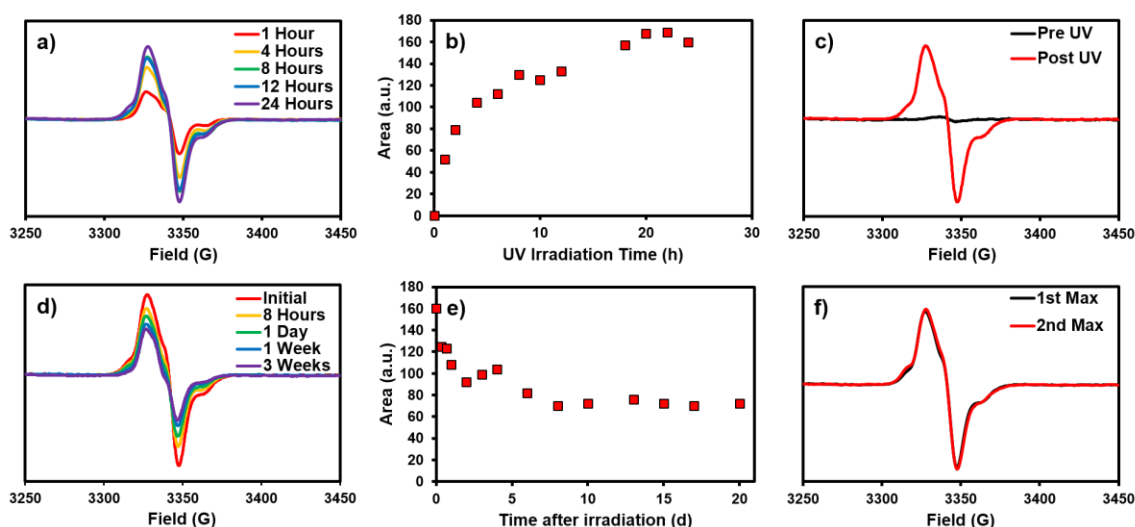 a)
1 Hour
4 Hours
8 Hours
12 Hours
24 Hours
3250 3300 3350 3400 3450
Field (G)
b)
Area (a.u.)
180
160
140
120
100
80
60
40
20
0
0 10 20 30
UV Irradiation Time (h)
c)
Pre UV
Post UV
3250 3300 3350 3400 3450
Field (G)
d)
Initial
8 Hours
1 Day
1 Week
3 Weeks
3250 3300 3350 3400 3450
Field (G)
e)
Area (a.u.)
180
160
140
120
100
80
60
40
20
0
0 5 10 15 20
Time after irradiation (d)
f)
1st Max
2nd Max
3250 3300 3350 3400 3450
Field (G)